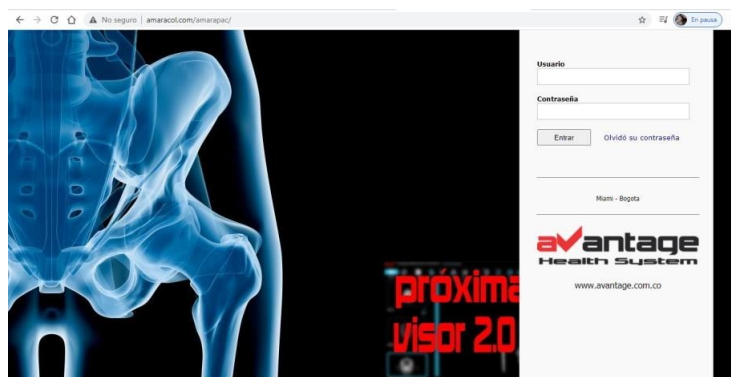 No seguro | amaracol.com/amarapac/
En pausa
Usuario
Contraseña
Entrar Olvidó su contraseña
Miami - Bogota
avantage
Health System
www.avantage.com.co
próxima
visor 2.0